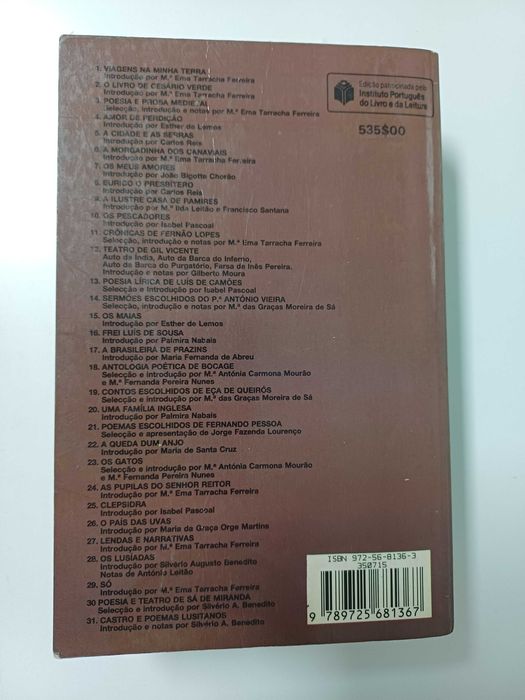 1. VIAGENS NA MINHA TERRA
Introdução por M.ª Ema Tarracha Ferreira
2. O LIVRO DE CESÁRIO VERDE
Introdução por M.ª Ema Tarracha Ferreira
3. POESIA E PROSA MEDIEVAL
Selecção, introdução e notas por M.ª Ema Tarracha Ferreira
4. AMOR DE PERDIÇÃO
Introdução por Esther de Lemos
5. A CIDADE E AS SERRAS
Introdução por Carlos Reis
6. A MORGADINHA DOS CANAVIAIS
Introdução por M.ª Ema Tarracha Ferreira
7. OS MEUS AMORES
Introdução por João Bigotte Chorão
8. EURICO O PRESBÍTERO
Introdução por Carlos Reis
9. A ILUSTRE CASA DE RAMIRES
Introdução por M.ª Ilda Leitão e Francisco Santana
10. OS PESCADORES
Introdução por Isabel Pascoal
11. CRÓNICAS DE FERNÃO LOPES
Selecção, introdução e notas por M.ª Ema Tarracha Ferreira
12. TEATRO DE GIL VICENTE
Auto da Índia, Auto da Barca do Inferno,
Auto da Barca do Purgatório, Farsa de Inês Pereira.
Introdução e notas por Gilberto Moura
13. POESIA LÍRICA DE LUÍS DE CAMÕES
Selecção e Introdução por Isabel Pascoal
14. SERMÕES ESCOLHIDOS DO P.ª ANTÓNIO VIEIRA
Selecção, introdução e notas por M.ª das Graças Moreira de Sá
15. OS MAIAS
Introdução por Esther de Lemos
16. FREI LUÍS DE SOUSA
Introdução por Palmira Nabais
17. A BRASILEIRA DE PRAZINS
Introdução por Maria Fernanda de Abreu
18. ANTOLOGIA POÉTICA DE BOCAGE
Selecção e introdução por M.ª Antónia Carmona Mourão
e M.ª Fernanda Pereira Nunes
19. CONTOS ESCOLHIDOS DE EÇA DE QUEIRÓS
Selecção e introdução por M.ª das Graças Moreira de Sá
20. UMA FAMÍLIA INGLESA
Introdução por Palmira Nabais
21. POEMAS ESCOLHIDOS DE FERNANDO PESSOA
Selecção e apresentação de Jorge Fazenda Lourenço
22. A QUEDA DUM ANJO
Introdução por Maria de Santa Cruz
23. OS GATOS
Selecção e introdução por M.ª Antónia Carmona Mourão
e M.ª Fernanda Pereira Nunes
24. AS PUPILAS DO SENHOR REITOR
Introdução por M.ª Ema Tarracha Ferreira
25. CLEPSIDRA
Introdução por Isabel Pascoal
26. O PAÍS DAS UVAS
Introdução por Maria da Graça Orge Martins
27. LENDAS E NARRATIVAS
Introdução por M.ª Ema Tarracha Ferreira
28. OS LUSÍADAS
Introdução por Silvério Augusto Benedito
Notas de António Leitão
29. SÓ
Introdução por M.ª Ema Tarracha Ferreira
30 POESIA E TEATRO DE SÁ DE MIRANDA
Selecção e introdução por Silvério A. Benedito
31. CASTRO E POEMAS LUSITANOS
Introdução e notas por Silvério A. Benedito
Edição patrocinada pelo
Instituto Português
do Livro e da Leitura
535$00
ISBN 972-56-8136-3
350715
9 789725 681367